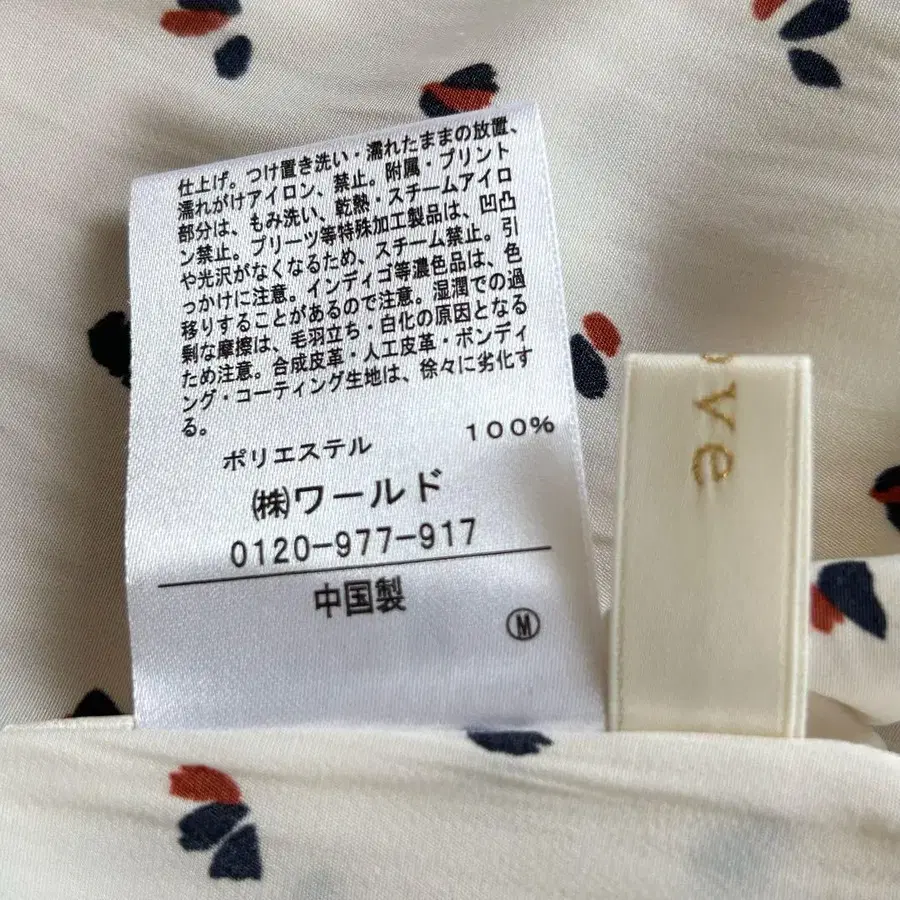 仕上げ。つけ置き洗い・濡れたままの放置、
濡れがけアイロン、禁止。附属・プリント
部分は、もみ洗い、乾熱・スチームアイロ
ン禁止。プリーツ等特殊加工製品は、凹凸
や光沢がなくなるため、スチーム禁止。引
っかけに注意。インディゴ等濃色品は、色
移りすることがあるので注意。湿潤での過
剰な摩擦は、毛羽立ち・白化の原因となる
ため注意。合成皮革・人工皮革・ボンディ
ング・コーティング生地は、徐々に劣化す
る。
ポリエステル 100%
㈱ワールド
0120-977-917
中国製
Ⓜ
ove